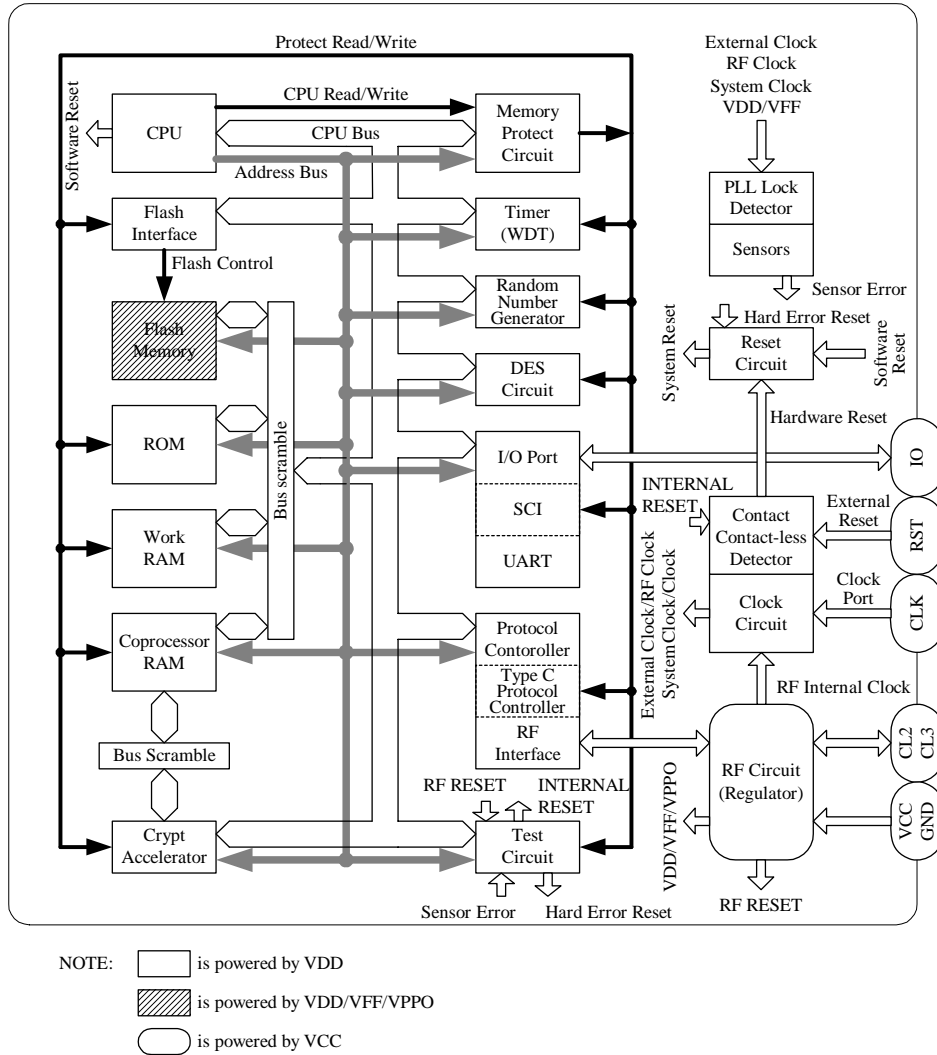 Protect Read/Write
External Clock
RF Clock
System Clock
VDD/VFF
Software Reset
CPU
CPU Read/Write
CPU Bus
Address Bus
Memory
Protect
Circuit
PLL Lock
Detector
Sensors
Sensor Error
Flash
Interface
Flash Control
Timer
(WDT)
Random
Number
Generator
Flash
Memory
Hard Error Reset
System Reset
Reset
Circuit
Software
Reset
DES
Circuit
Hardware Reset
ROM
Bus scramble
I/O Port
SCI
UART
IO
INTERNAL
RESET
External
Reset
RST
Contact
Contact-less
Detector
Work
RAM
External Clock/RF Clock
System Clock/Clock
Clock
Port
CLK
Clock
Circuit
Coprocessor
RAM
Protocol
Contoroller
Type C
Protocol
Controller
RF
Interface
RF Internal Clock
CL2
CL3
RF Circuit
(Regulator)
Bus Scramble
RF RESET
INTERNAL
RESET
VDD/VFF/VPPO
VCC
GND
Crypt
Accelerator
Test
Circuit
Sensor Error
Hard Error Reset
RF RESET
NOTE:
is powered by VDD
is powered by VDD/VFF/VPPO
is powered by VCC